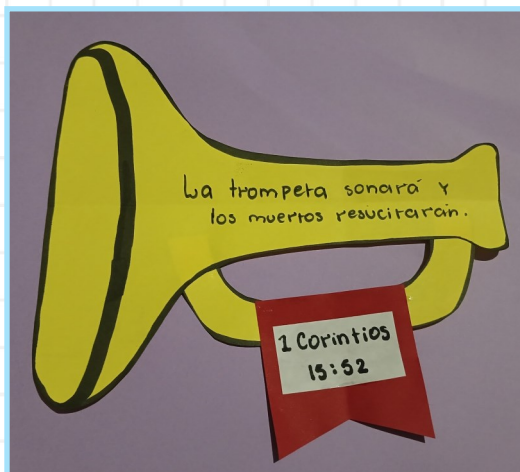 La trompeta sonará y
los muertos resucitarán.
1 Corintios
15:52